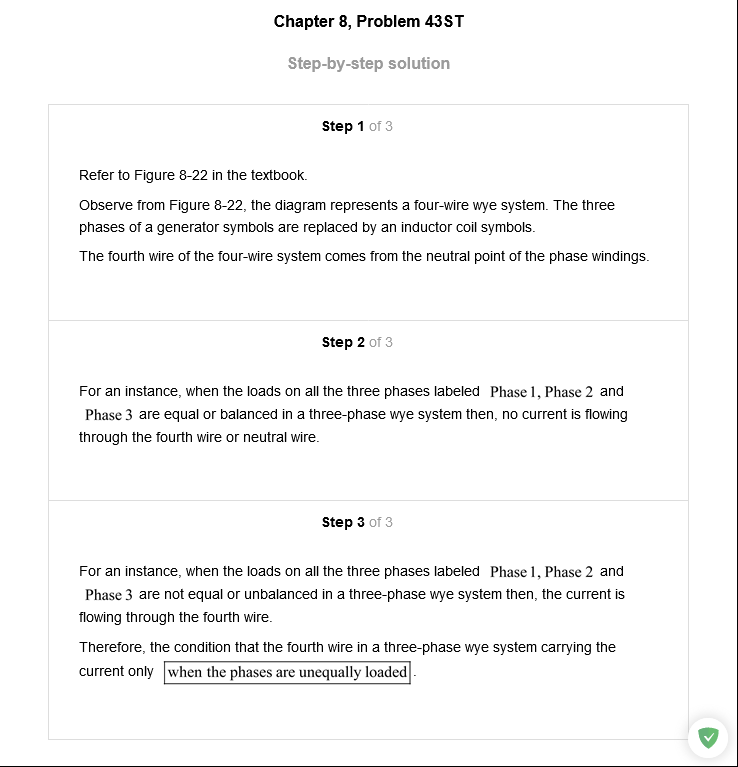 Chapter 8, Problem 43ST
Step-by-step solution
Step 1 of 3
Refer to Figure 8-22 in the textbook.
Observe from Figure 8-22, the diagram represents a four-wire wye system. The three
phases of a generator symbols are replaced by an inductor coil symbols.
The fourth wire of the four-wire system comes from the neutral point of the phase windings.
Step 2 of 3
For an instance, when the loads on all the three phases labeled Phase 1, Phase 2 and
Phase 3 are equal or balanced in a three-phase wye system then, no current is flowing
through the fourth wire or neutral wire.
Step 3 of 3
For an instance, when the loads on all the three phases labeled Phase 1, Phase 2 and
Phase 3 are not equal or unbalanced in a three-phase wye system then, the current is
flowing through the fourth wire.
Therefore, the condition that the fourth wire in a three-phase wye system carrying the
current only when the phases are unequally loaded.